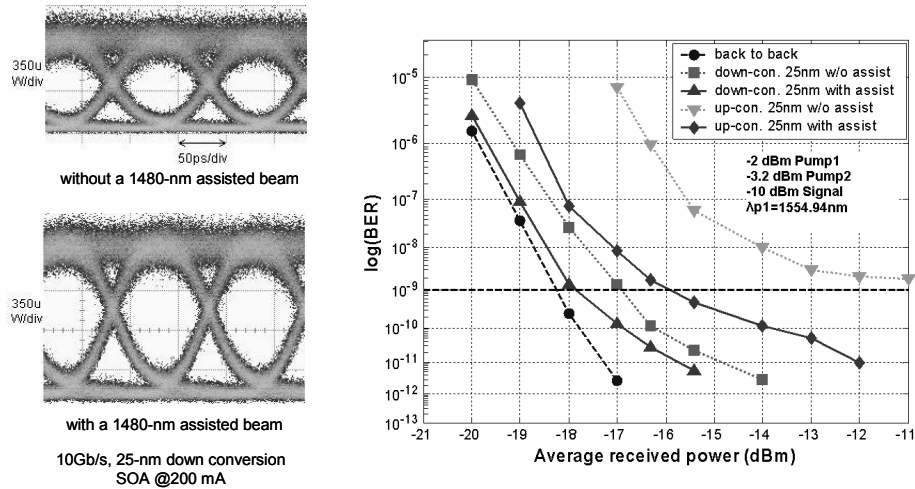 350u
W/div
50ps/div
without a 1480-nm assisted beam
350u
W/div
with a 1480-nm assisted beam
10Gb/s, 25-nm down conversion
SOA @200 mA
back to back
down-con. 25nm w/o assist
down-con. 25nm with assist
up-con. 25nm w/o assist
up-con. 25nm with assist
-2 dBm Pump1
-3.2 dBm Pump2
-10 dBm Signal
λp1=1554.94nm
log(BER)
10-5
10-6
10-7
10-8
10-9
10-10
10-11
10-12
10-13
-21 -20 -19 -18 -17 -16 -15 -14 -13 -12 -11
Average received power (dBm)